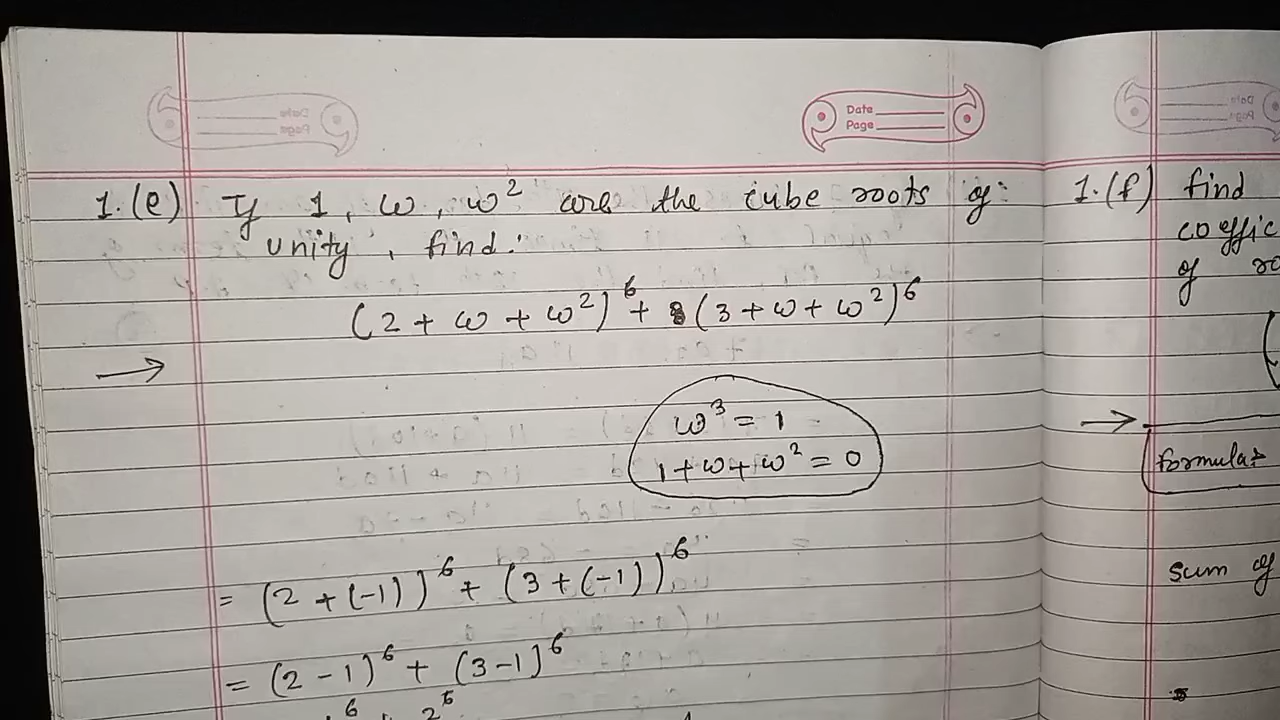 Date
Page
1.(e) If 1, ω, ω² are the cube roots of
unity, find:
(2 + ω + ω²)⁶ + (3 + ω + ω²)⁶
ω³ = 1
1 + ω + ω² = 0
= (2 + (-1))⁶ + (3 + (-1))⁶
= (2 - 1)⁶ + (3 - 1)⁶
1.(f) find
coeffic
of
formula:
sum of